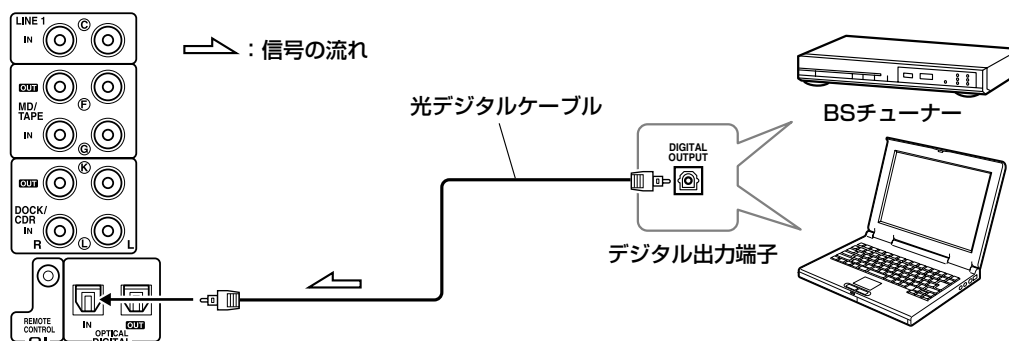 LINE 1
IN
C
OUT
MD/
TAPE
IN
F
G
K
OUT
DOCK/
CDR
IN
R
L
L
REMOTE
CONTROL
IN
OUT
OPTICAL
DIGITAL
：信号の流れ
光デジタルケーブル
DIGITAL
OUTPUT
デジタル出力端子
BSチューナー